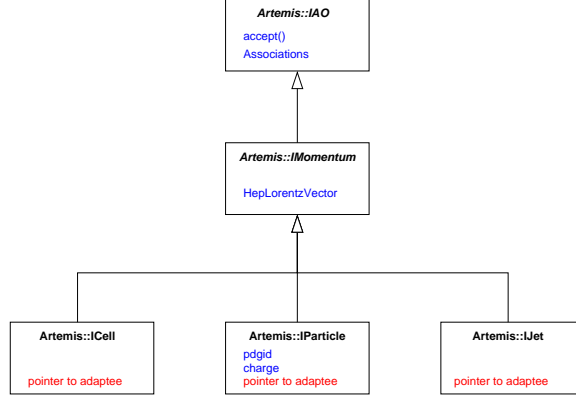 Artemis::IAO
accept()
Associations
Artemis::IMomentum
HepLorentzVector
Artemis::ICell
pointer to adaptee
Artemis::IParticle
pdgid
charge
pointer to adaptee
Artemis::IJet
pointer to adaptee